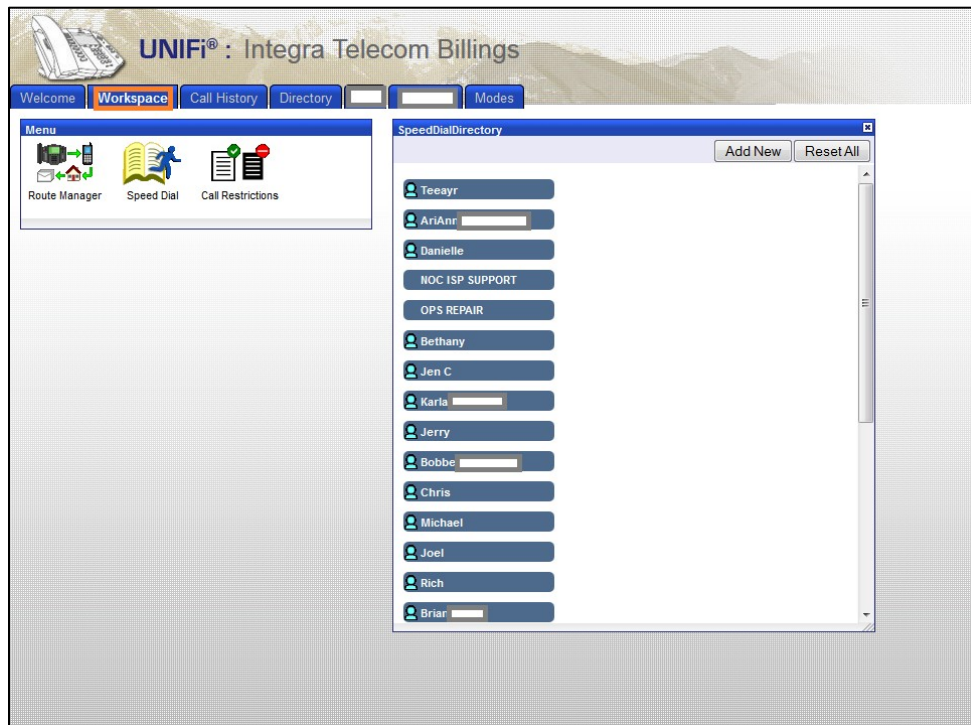 UNIFi® : Integra Telecom Billings
Welcome Workspace Call History Directory Modes
Menu
Route Manager Speed Dial Call Restrictions
SpeedDialDirectory
Add New Reset All
Teeayr
AriAnn
Danielle
NOC ISP SUPPORT
OPS REPAIR
Bethany
Jen C
Karla
Jerry
Bobbe
Chris
Michael
Joel
Rich
Brian